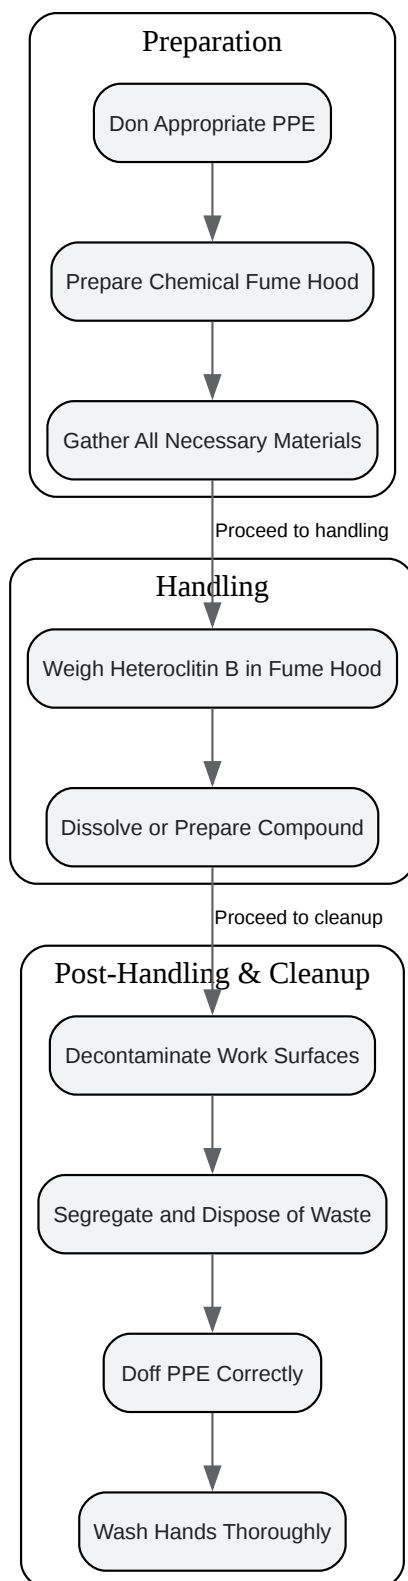 Preparation
Don Appropriate PPE
Prepare Chemical Fume Hood
Gather All Necessary Materials
Proceed to handling
Handling
Weigh Heteroclitin B in Fume Hood
Dissolve or Prepare Compound
Proceed to cleanup
Post-Handling & Cleanup
Decontaminate Work Surfaces
Segregate and Dispose of Waste
Doff PPE Correctly
Wash Hands Thoroughly